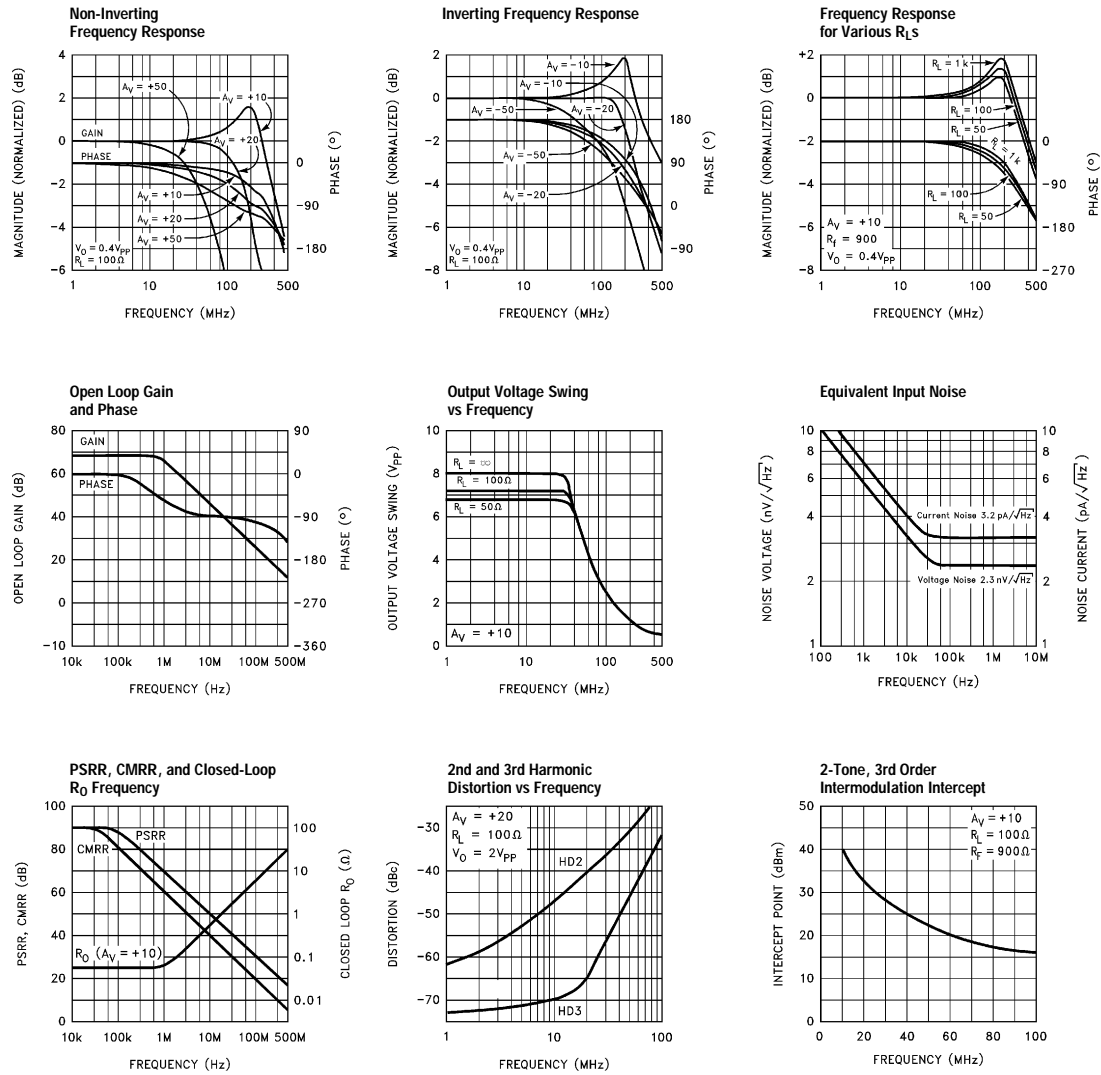 Non-Inverting
Frequency Response
MAGNITUDE (NORMALIZED) (dB)
4
2
0
−2
−4
−6
A_V = +50
A_V = +10
A_V = +20
GAIN
PHASE
A_V = +10
A_V = +20
A_V = +50
V_O = 0.4V_PP
R_L = 100Ω
0
−90
−180
PHASE (°)
1
10
100
500
FREQUENCY (MHz)
Inverting Frequency Response
MAGNITUDE (NORMALIZED) (dB)
2
0
−2
−4
−6
−8
A_V = −10
A_V = −10
A_V = −50
A_V = −20
A_V = −50
A_V = −20
V_O = 0.4V_PP
R_L = 100Ω
180
90
0
−90
PHASE (°)
1
10
100
500
FREQUENCY (MHz)
Frequency Response
for Various R_Ls
MAGNITUDE (NORMALIZED) (dB)
+2
0
−2
−4
−6
−8
R_L = 1k
R_L = 100
R_L = 50
R_L = 1k
R_L = 100
R_L = 50
A_V = +10
R_f = 900
V_O = 0.4V_PP
0
−90
−180
−270
PHASE (°)
1
10
100
500
FREQUENCY (MHz)
Open Loop Gain
and Phase
OPEN LOOP GAIN (dB)
80
60
40
20
0
−10
GAIN
PHASE
90
0
−90
−180
−270
−360
PHASE (°)
10k
100k
1M
10M
100M
500M
FREQUENCY (Hz)
Output Voltage Swing
vs Frequency
OUTPUT VOLTAGE SWING (V_PP)
10
8
6
4
2
0
R_L = ∞
R_L = 100Ω
R_L = 50Ω
A_V = +10
1
10
100
500
FREQUENCY (MHz)
Equivalent Input Noise
NOISE VOLTAGE (nV/√Hz)
10
6
4
2
1
Current Noise 3.2 pA/√Hz
Voltage Noise 2.3 nV/√Hz
10
6
4
2
1
NOISE CURRENT (pA/√Hz)
100
1k
10k
100k
1M
10M
FREQUENCY (Hz)
PSRR, CMRR, and Closed-Loop
R_O Frequency
PSRR, CMRR (dB)
100
80
60
40
20
0
PSRR
CMRR
R_O (A_V = +10)
100
10
1
0.1
0.01
CLOSED LOOP R_O (Ω)
10k
100k
1M
10M
100M
500M
FREQUENCY (Hz)
2nd and 3rd Harmonic
Distortion vs Frequency
DISTORTION (dBc)
−30
−40
−50
−60
−70
A_V = +20
R_L = 100Ω
V_O = 2V_PP
HD2
HD3
1
10
100
FREQUENCY (MHz)
2-Tone, 3rd Order
Intermodulation Intercept
INTERCEPT POINT (dBm)
50
40
30
20
10
0
A_V = +10
R_L = 100Ω
R_F = 900Ω
0
20
40
60
80
100
FREQUENCY (MHz)